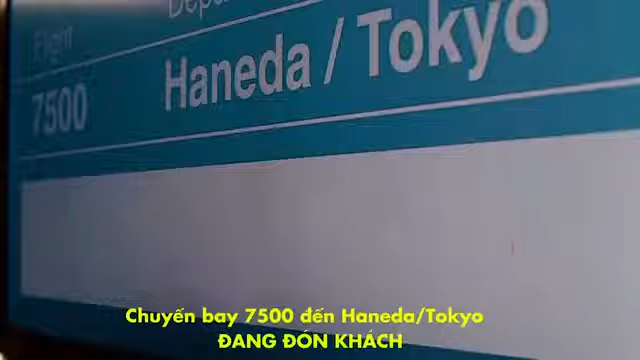 Flight
7500
Haneda / Tokyo
Chuyến bay 7500 đến Haneda/Tokyo
ĐANG ĐÓN KHÁCH